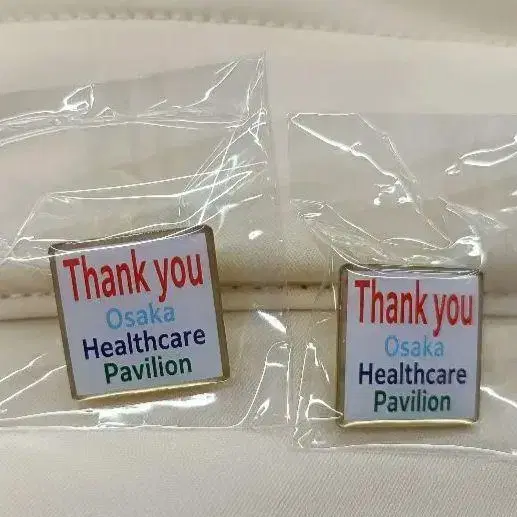 Thank you
Osaka
Healthcare
Pavilion
Thank you
Osaka
Healthcare
Pavilion